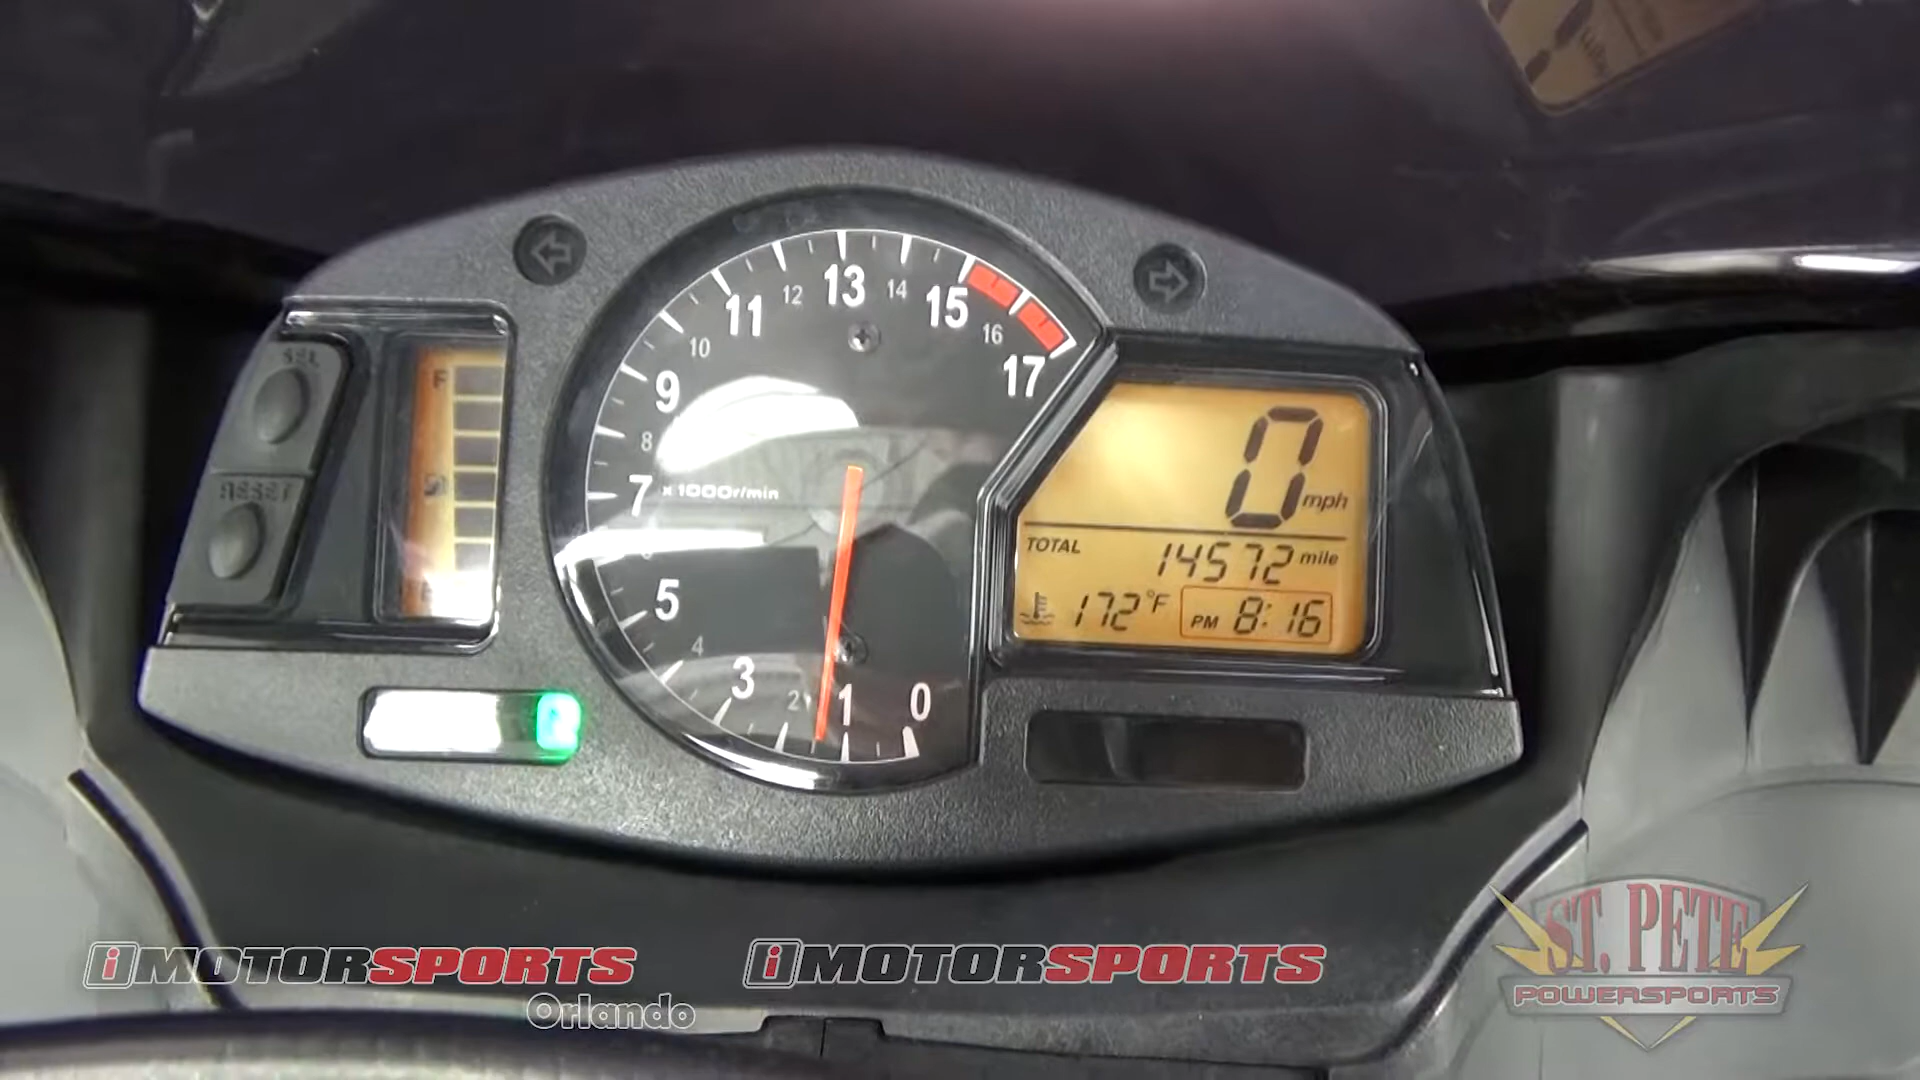 SEL
RESET
F
E
0 1 2 3 4 5 7 8 9 10 11 12 13 14 15 16 17
x1000r/min
0 mph
TOTAL 14572 mile
172°F PM 8:16
iMOTORSPORTS
Orlando
iMOTORSPORTS
ST. PETE
POWERSPORTS